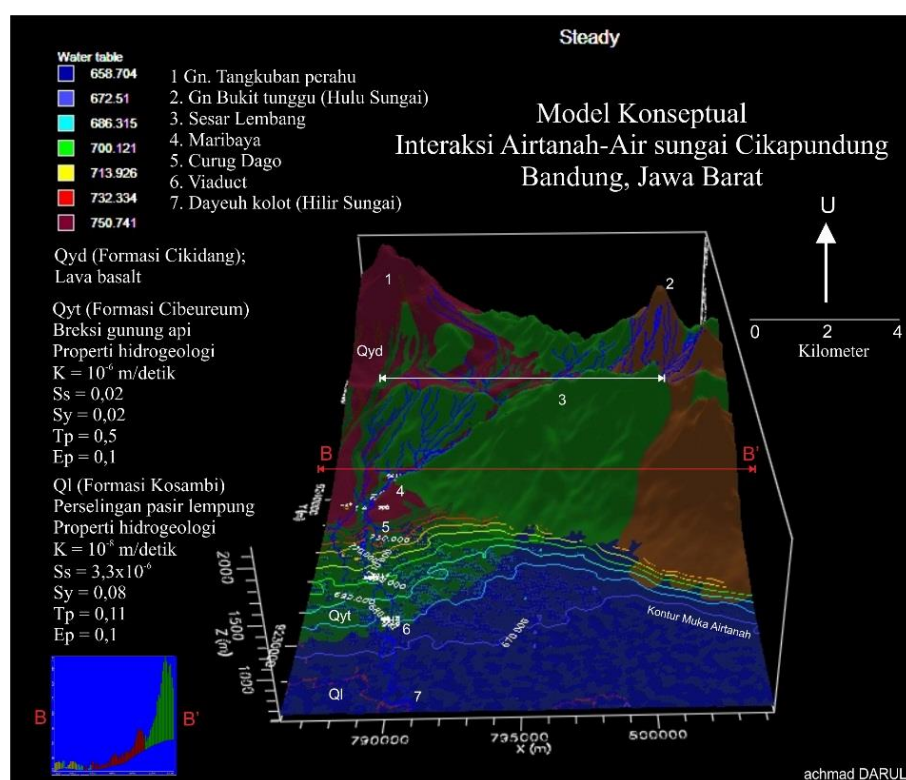 Steady
Water table
658.704
672.51
686.315
700.121
713.926
732.334
750.741
1 Gn. Tangkuban perahu
2. Gn Bukit tunggu (Hulu Sungai)
3. Sesar Lembang
4. Maribaya
5. Curug Dago
6. Viaduct
7. Dayeuh kolot (Hilir Sungai)
Model Konseptual
Interaksi Airtanah-Air sungai Cikapundung
Bandung, Jawa Barat
U
0 2 4
Kilometer
Qyd (Formasi Cikidang);
Lava basalt
Qyt (Formasi Cibeureum)
Breksi gunung api
Properti hidrogeologi
K = 10⁻⁶ m/detik
Ss = 0,02
Sy = 0,02
Tp = 0,5
Ep = 0,1
Ql (Formasi Kosambi)
Perselingan pasir lempung
Properti hidrogeologi
K = 10⁻⁸ m/detik
Ss = 3,3x10⁻⁶
Sy = 0,08
Tp = 0,11
Ep = 0,1
1
2
Qyd
3
B B'
4
5
730.000
Qyt
6
670.006
Kontur Muka Airtanah
Ql
7
2000
1500
1000
Z (m)
9230000
790000 795000 500000
X (m)
B B'
achmad DARUL